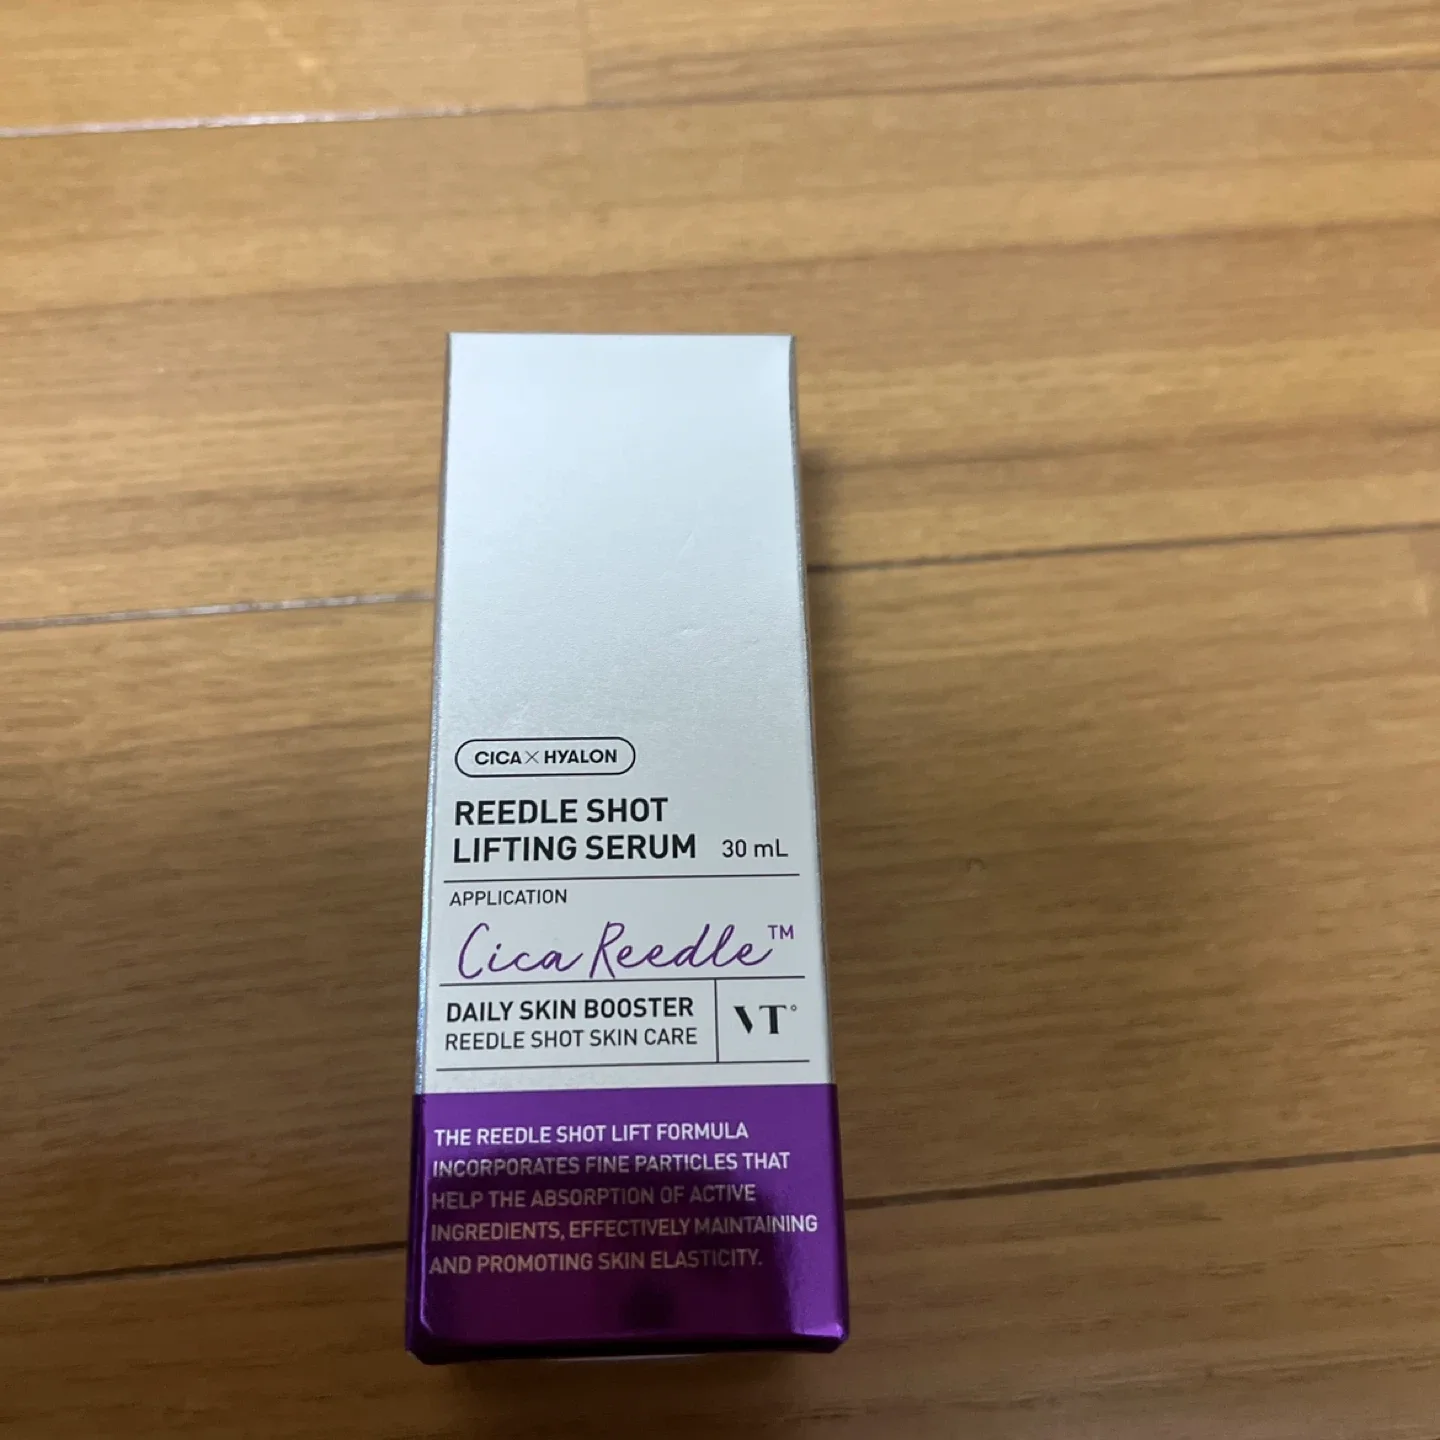 CICA×HYALON
REEDLE SHOT
LIFTING SERUM 30 mL
APPLICATION
Cica Reedle™
DAILY SKIN BOOSTER
REEDLE SHOT SKIN CARE
VT
THE REEDLE SHOT LIFT FORMULA
INCORPORATES FINE PARTICLES THAT
HELP THE ABSORPTION OF ACTIVE
INGREDIENTS, EFFECTIVELY MAINTAINING
AND PROMOTING SKIN ELASTICITY.